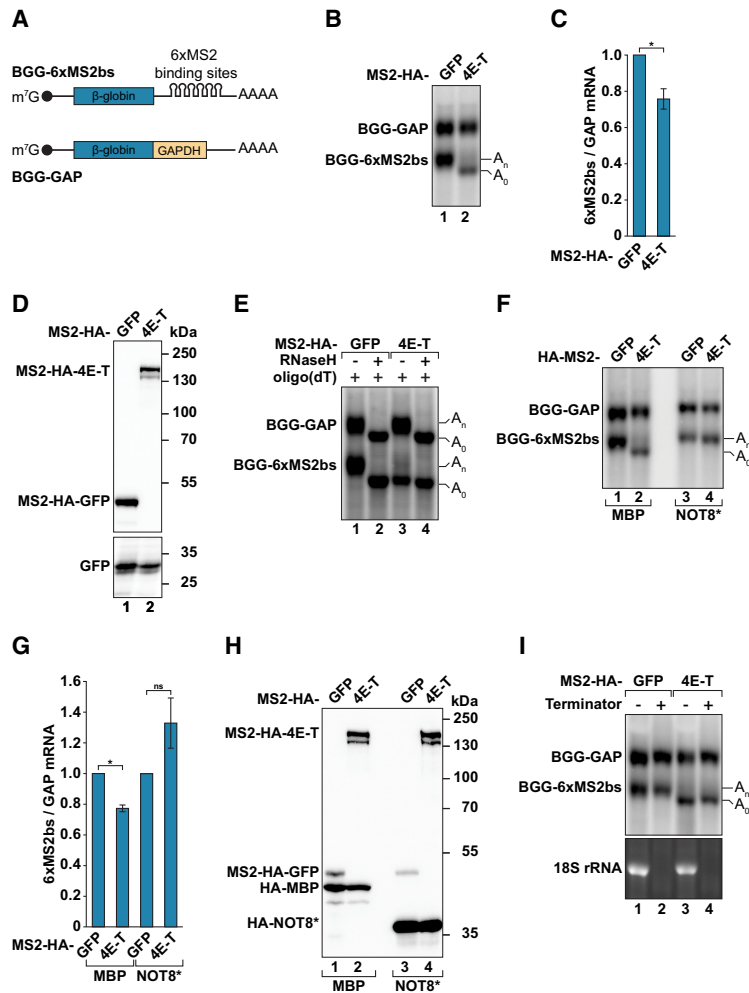 A
6xMS2
binding sites
BGG-6xMS2bs
m7G β-globin AAAA
m7G β-globin GAPDH AAAA
BGG-GAP
B
MS2-HA- GFP 4E-T
BGG-GAP
BGG-6xMS2bs An
A0
1 2
C
*
1.0
0.8
0.6
0.4
0.2
0
6xMS2bs / GAP mRNA
MS2-HA- GFP 4E-T
D
MS2-HA- GFP 4E-T kDa
250
MS2-HA-4E-T
130
100
70
55
MS2-HA-GFP
35
GFP
25
1 2
E
MS2-HA- GFP 4E-T
RNaseH - + - +
oligo(dT) + + + +
BGG-GAP An
A0
BGG-6xMS2bs An
A0
1 2 3 4
F
HA-MS2- GFP 4E-T GFP 4E-T
BGG-GAP
BGG-6xMS2bs An
A0
1 2 3 4
MBP NOT8*
G
1.6
1.4
1.2
1.0
0.8
0.6
0.4
0.2
0
ns
*
6xMS2bs / GAP mRNA
MS2-HA- GFP 4E-T GFP 4E-T
MBP NOT8*
H
MS2-HA- GFP 4E-T GFP 4E-T kDa
250
MS2-HA-4E-T
130
100
70
55
MS2-HA-GFP
HA-MBP
HA-NOT8*
35
1 2 3 4
MBP NOT8*
I
MS2-HA- GFP 4E-T
Terminator - + - +
BGG-GAP
BGG-6xMS2bs An
A0
18S rRNA
1 2 3 4